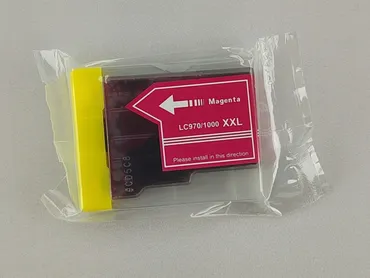 Magenta
LC970/1000 XXL
Please install in this direction